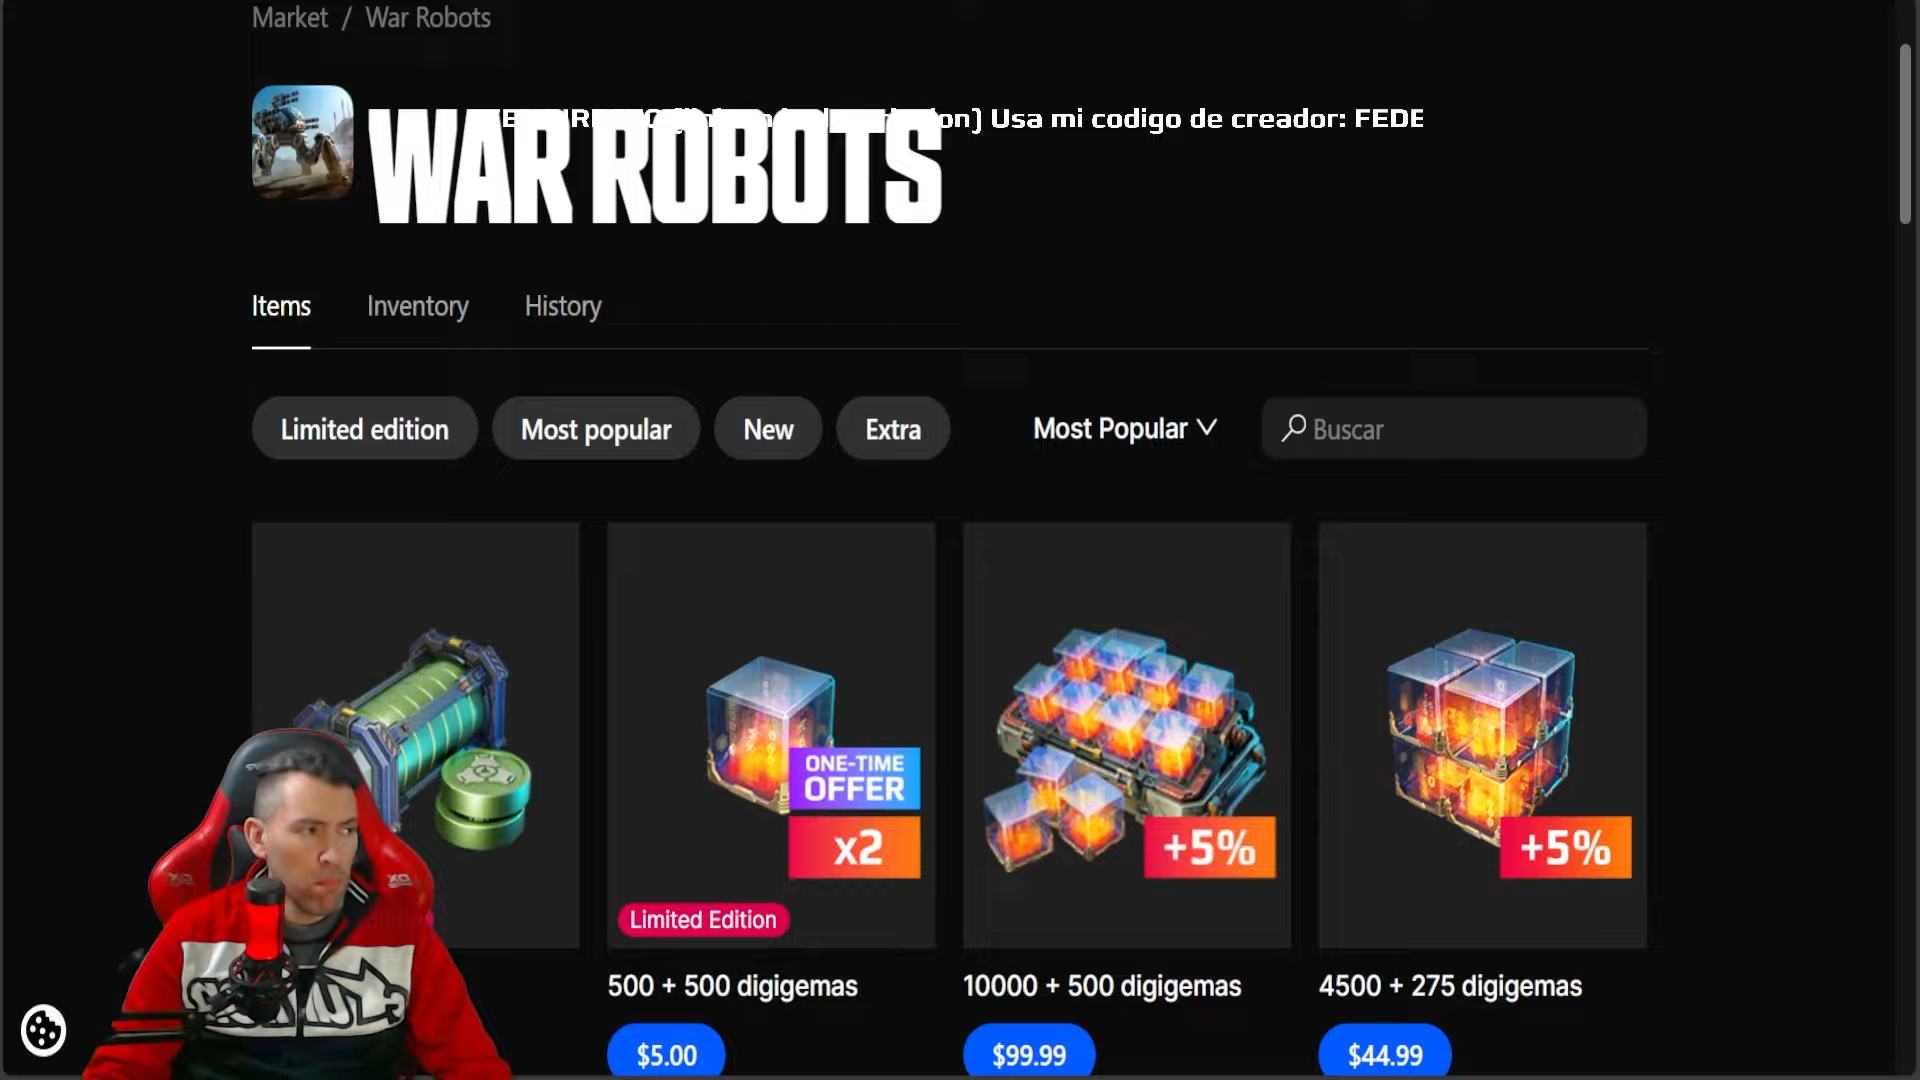 Market / War Robots
on) Usa mi codigo de creador: FEDE
WAR ROBOTS
Items Inventory History
Limited edition Most popular New Extra Most Popular Buscar
ONE-TIME
OFFER
x2 +5% +5%
Limited Edition
500 + 500 digigemas 10000 + 500 digigemas 4500 + 275 digigemas
$5.00 $99.99 $44.99